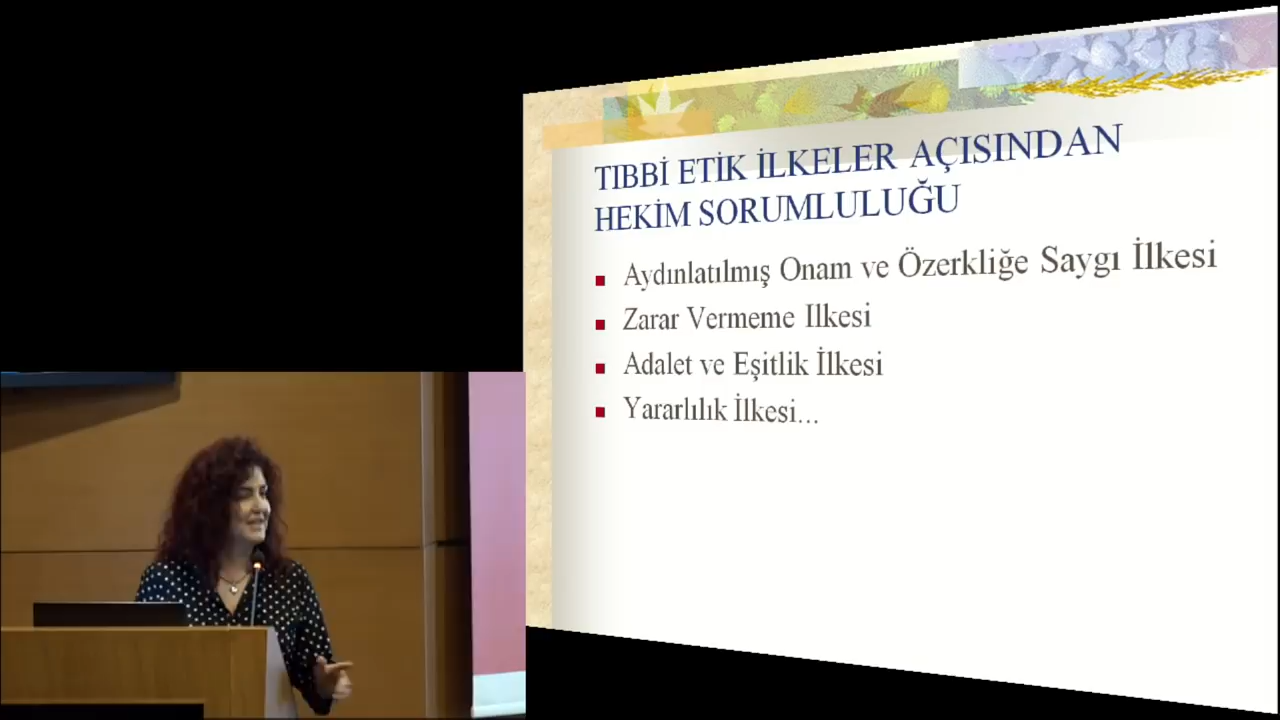 TIBBİ ETİK İLKELER AÇISINDAN
HEKİM SORUMLULUĞU
Aydınlatılmış Onam ve Özerkliğe Saygı İlkesi
Zarar Vermeme Ilkesi
Adalet ve Eşitlik İlkesi
Yararlılık İlkesi...